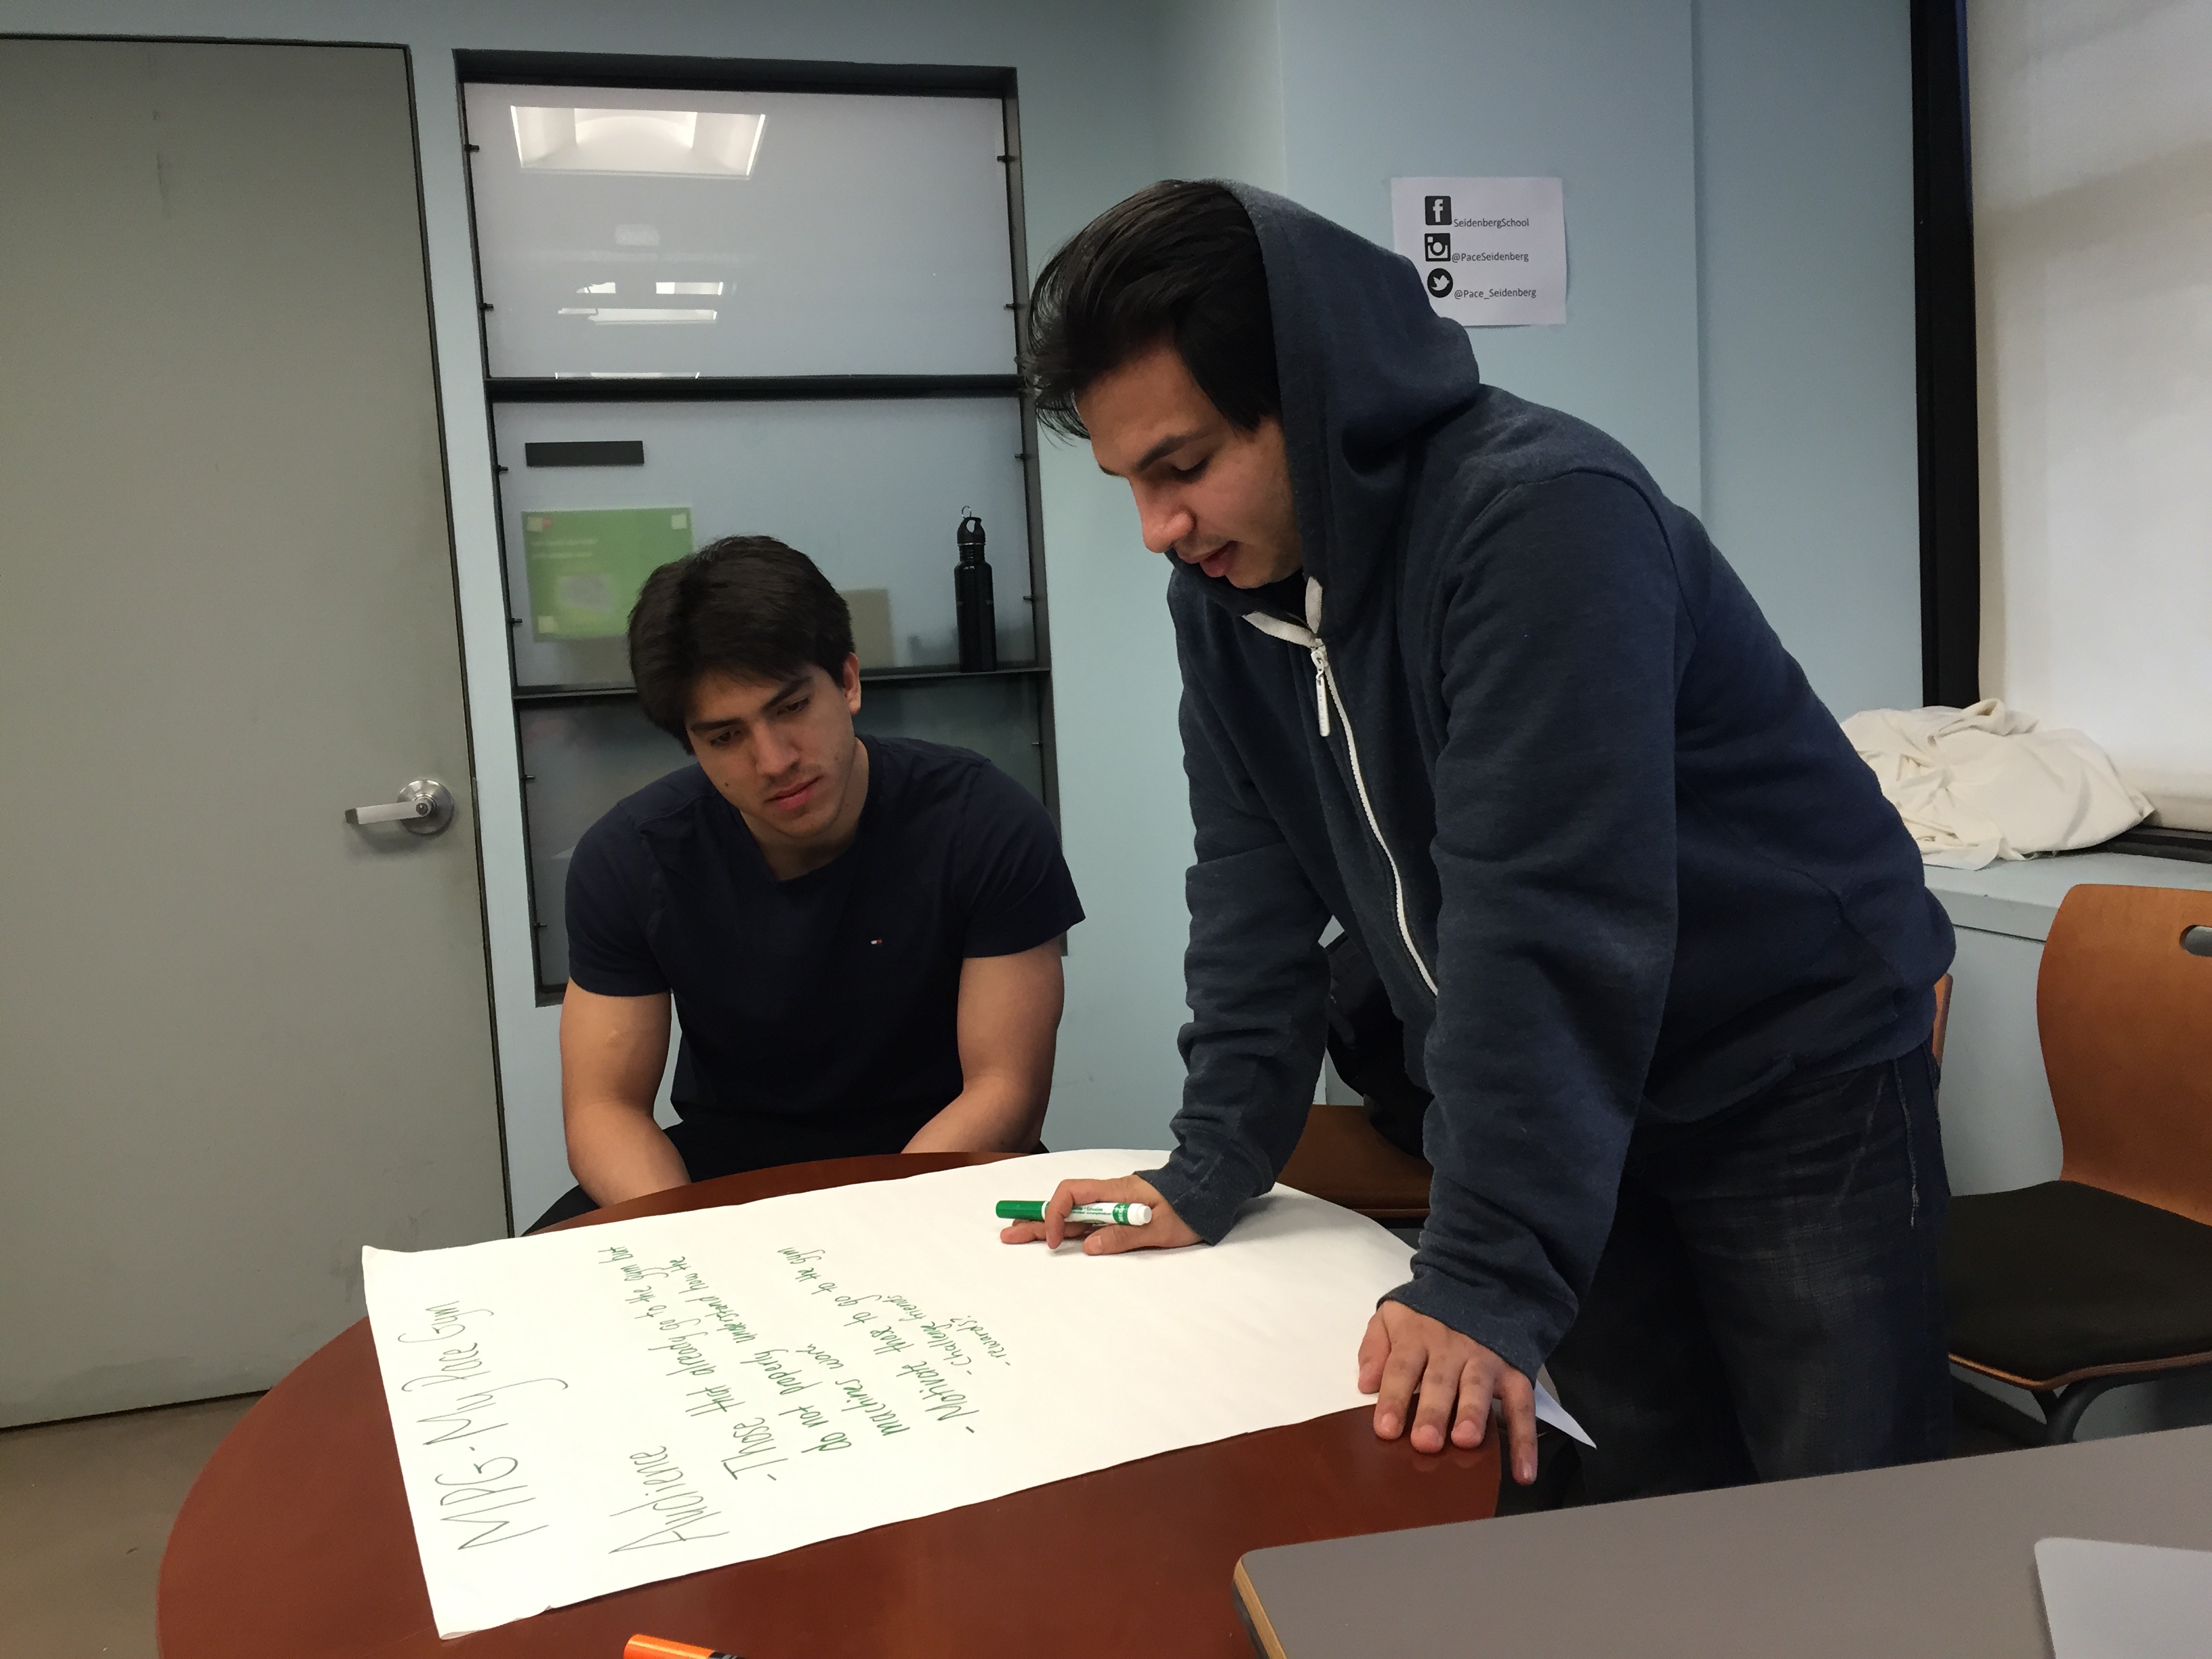 SeidenbergSchool
@PaceSeidenberg
@Pace_Seidenberg
MPG - My Pace Gym
Audience
- Those that already go to the gym but
do not properly understand how the
machines work.
- Motivate those to go to the gym
- challenge friends
- rewards?